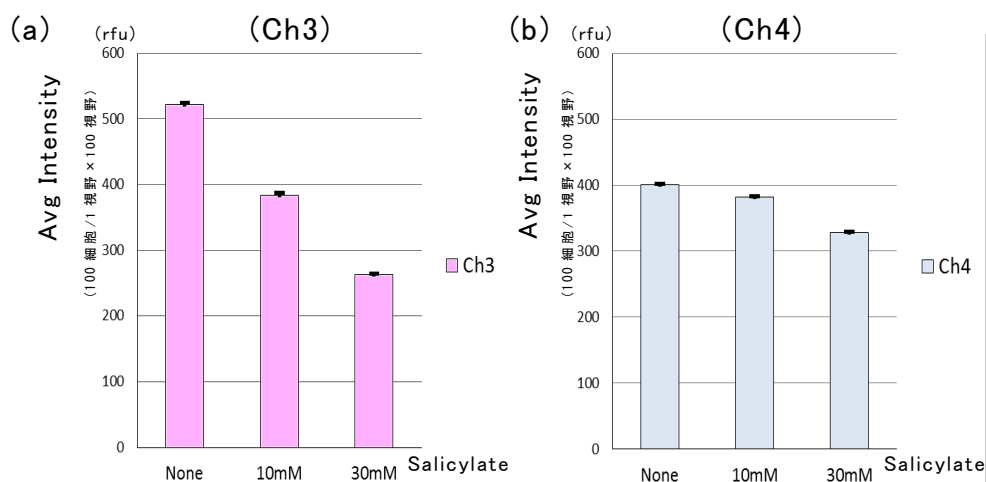 (a)
(rfu)
(Ch3)
600
500
400
300
200
100
0
Avg Intensity
(100 細胞/1 視野 × 100 視野)
None
10mM
30mM
Salicylate
Ch3
(b)
(rfu)
(Ch4)
600
500
400
300
200
100
0
Avg Intensity
(100 細胞/1 視野 × 100 視野)
None
10mM
30mM
Salicylate
Ch4